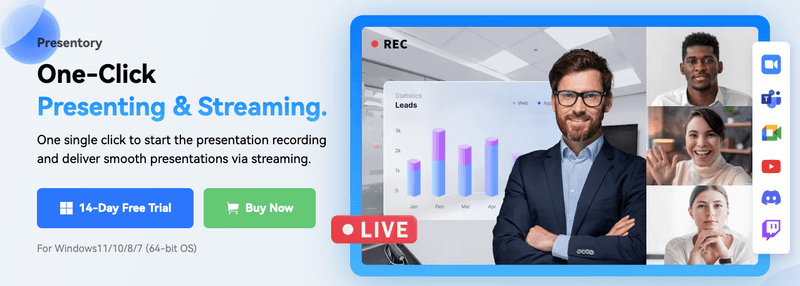 Presentory
One-Click
Presenting & Streaming.
One single click to start the presentation recording
and deliver smooth presentations via streaming.
14-Day Free Trial
Buy Now
For Windows11/10/8/7 (64-bit OS)
REC
Statistics
Leads
Web
3k
2k
1k
0
Jan
Feb
Mar
Apr
LIVE